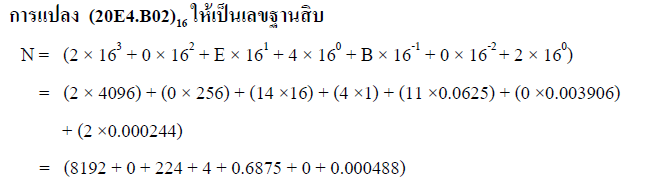 การแปลง (20E4.B02)₁₆ ให้เป็นเลขฐานสิบ
N = (2 × 16³ + 0 × 16² + E × 16¹ + 4 × 16⁰ + B × 16⁻¹ + 0 × 16⁻² + 2 × 16⁰)
= (2 × 4096) + (0 × 256) + (14 ×16) + (4 ×1) + (11 ×0.0625) + (0 ×0.003906)
+ (2 ×0.000244)
= (8192 + 0 + 224 + 4 + 0.6875 + 0 + 0.000488)